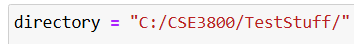 directory = "C:/CSE3800/TestStuff/"